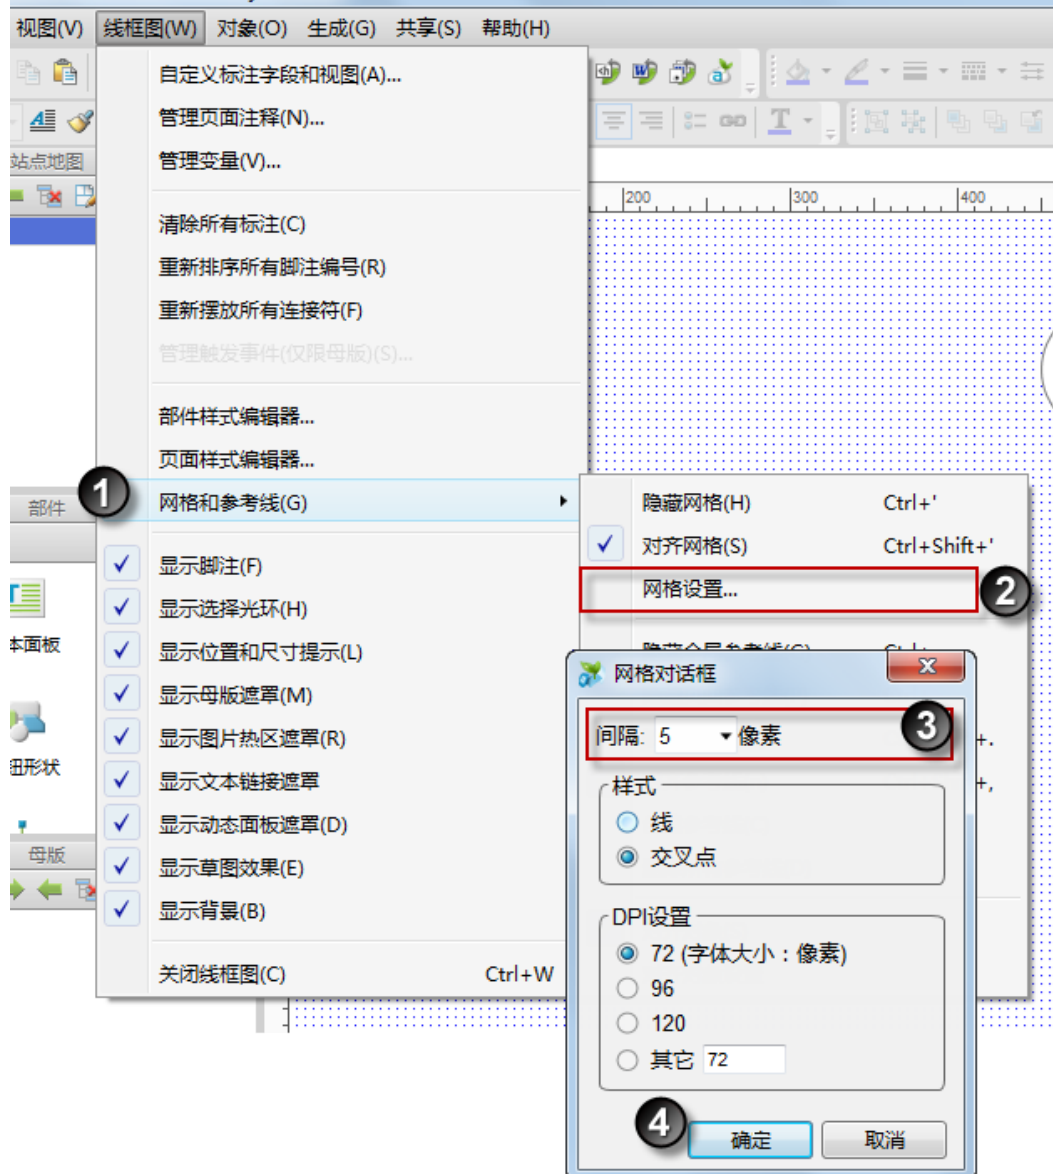 视图(V) 线框图(W) 对象(O) 生成(G) 共享(S) 帮助(H)
自定义标注字段和视图(A)...
管理页面注释(N)...
管理变量(V)...
站点地图
200 300 400
清除所有标注(C)
重新排序所有脚注编号(R)
重新摆放所有连接符(F)
管理触发事件(仅限母版)(S)...
部件样式编辑器...
页面样式编辑器...
1 网格和参考线(G)
部件
隐藏网格(H) Ctrl+'
对齐网格(S) Ctrl+Shift+'
网格设置... 2
显示脚注(F)
显示选择光环(H)
本面板
显示位置和尺寸提示(L)
显示母版遮罩(M)
显示图片热区遮罩(R)
钮形状
显示文本链接遮罩
显示动态面板遮罩(D)
母版
显示草图效果(E)
显示背景(B)
关闭线框图(C) Ctrl+W
网格对话框
间隔: 5 像素 3
样式
线
交叉点
DPI设置
72 (字体大小：像素)
96
120
其它 72
4 确定 取消